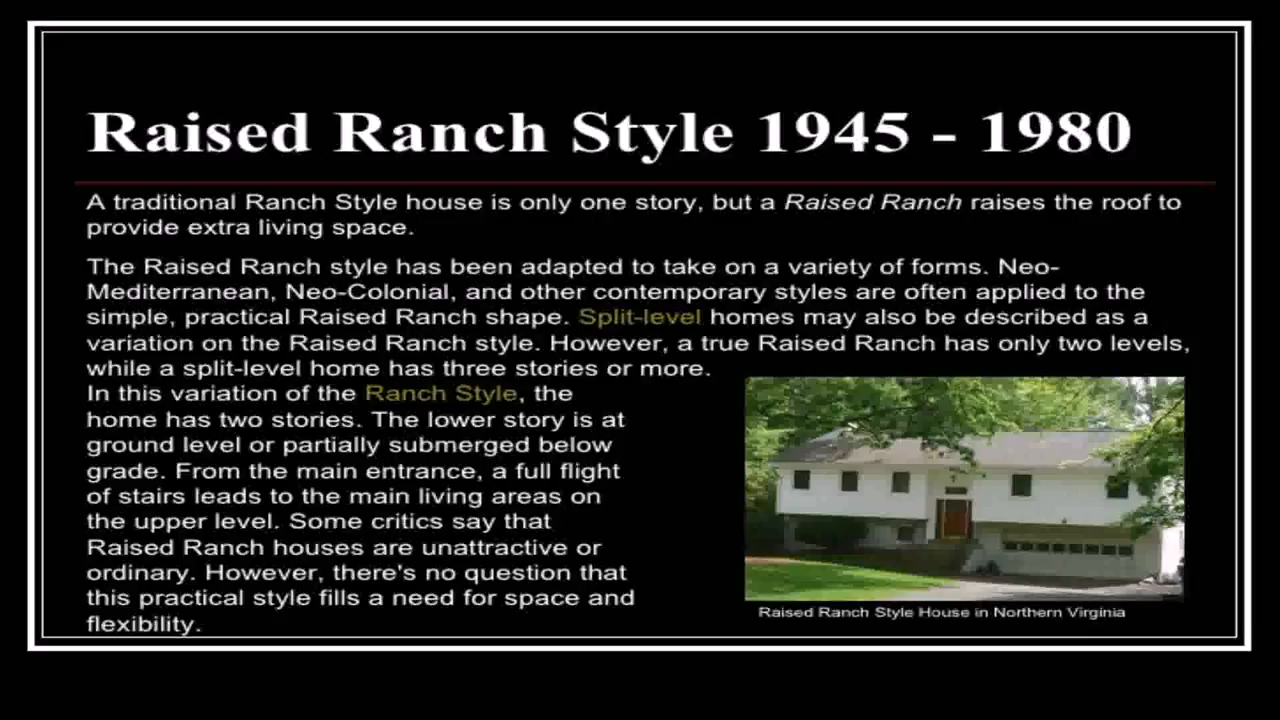 Raised Ranch Style 1945 - 1980
A traditional Ranch Style house is only one story, but a Raised Ranch raises the roof to
provide extra living space.
The Raised Ranch style has been adapted to take on a variety of forms. Neo-
Mediterranean, Neo-Colonial, and other contemporary styles are often applied to the
simple, practical Raised Ranch shape. Split-level homes may also be described as a
variation on the Raised Ranch style. However, a true Raised Ranch has only two levels,
while a split-level home has three stories or more.
In this variation of the Ranch Style, the
home has two stories. The lower story is at
ground level or partially submerged below
grade. From the main entrance, a full flight
of stairs leads to the main living areas on
the upper level. Some critics say that
Raised Ranch houses are unattractive or
ordinary. However, there's no question that
this practical style fills a need for space and
flexibility.
Raised Ranch Style House in Northern Virginia